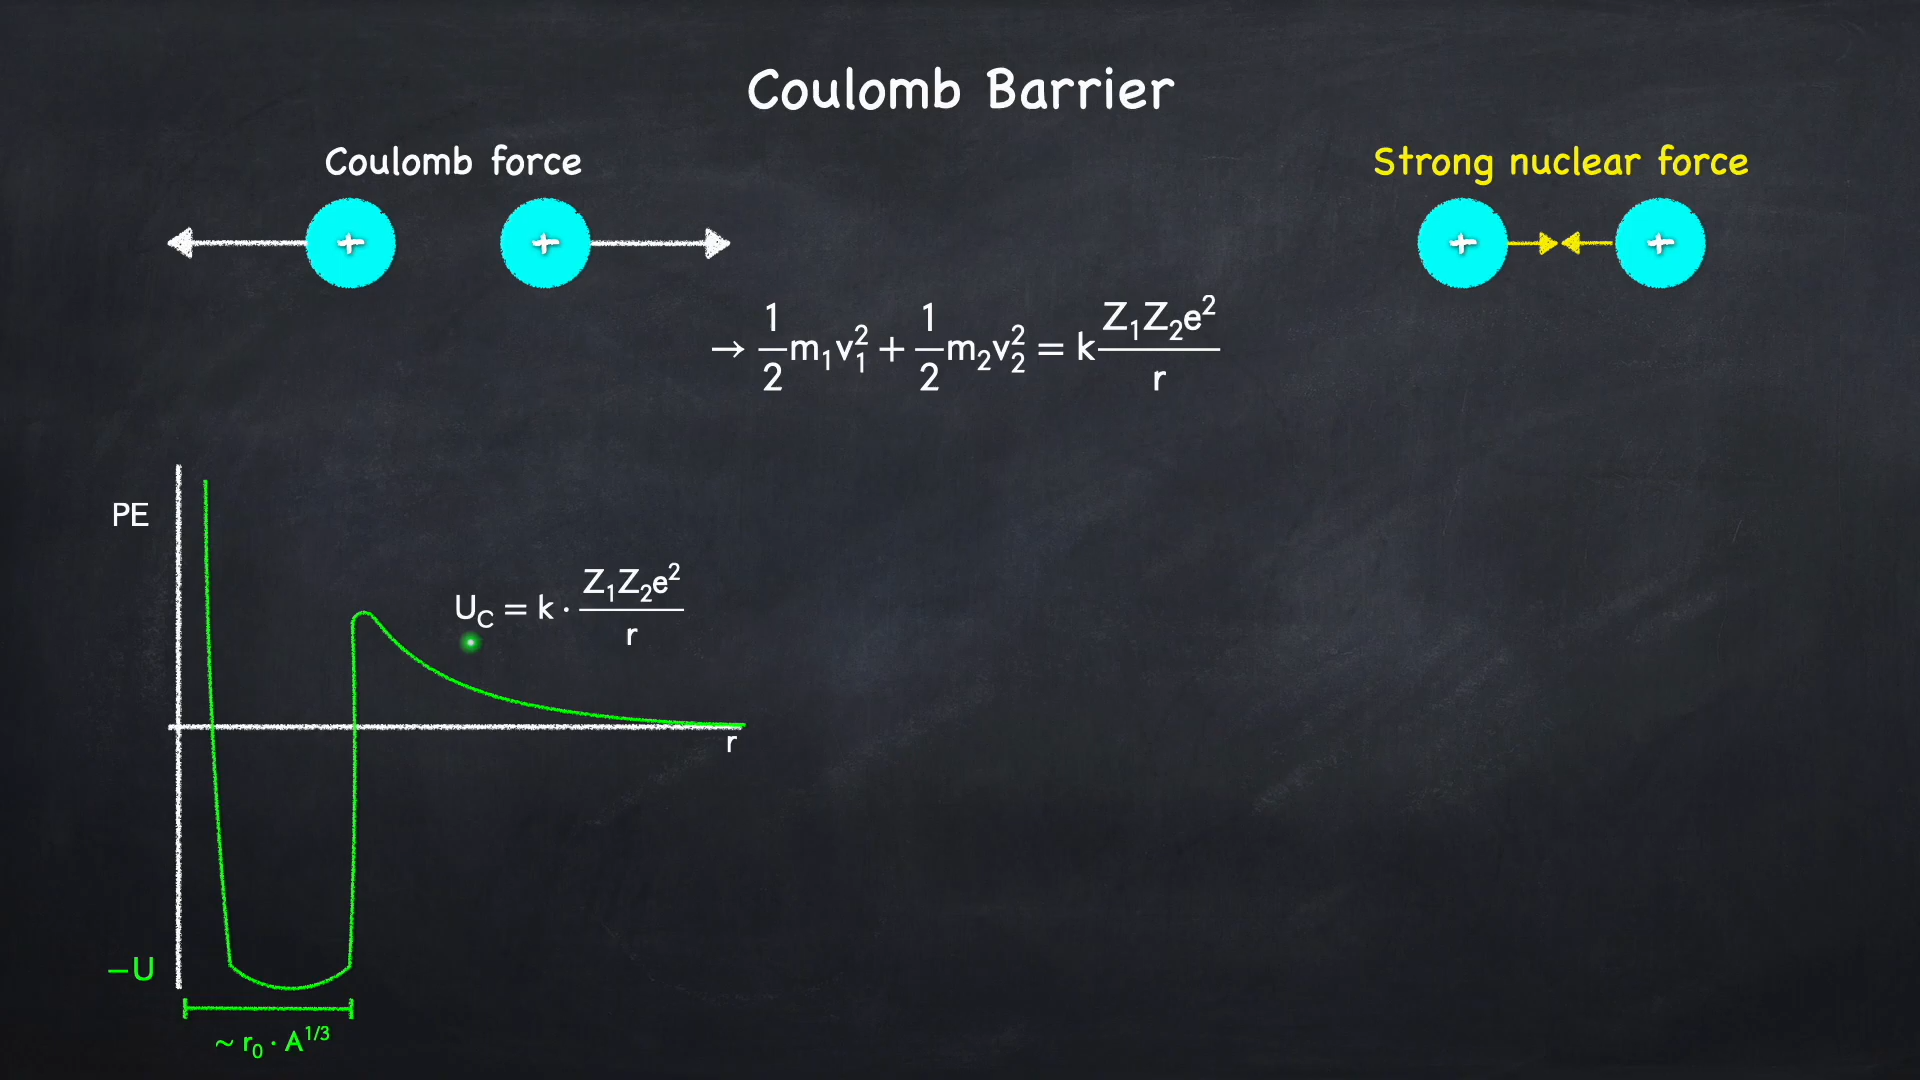 Coulomb Barrier
Coulomb force
Strong nuclear force
+ +
+ +
→ 1/2 m₁v₁² + 1/2 m₂v₂² = k Z₁Z₂e²/r
PE
U_C = k · Z₁Z₂e²/r
r
−U
~ r₀ · A^1/3